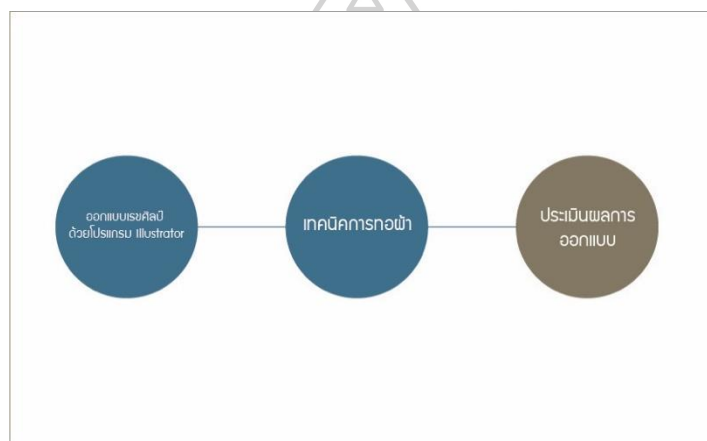 ออกแบบเรขศิลป์
ด้วยโปรแกรม Illustrator
เทคนิคการทอผ้า
ประเมินผลการ
ออกแบบ